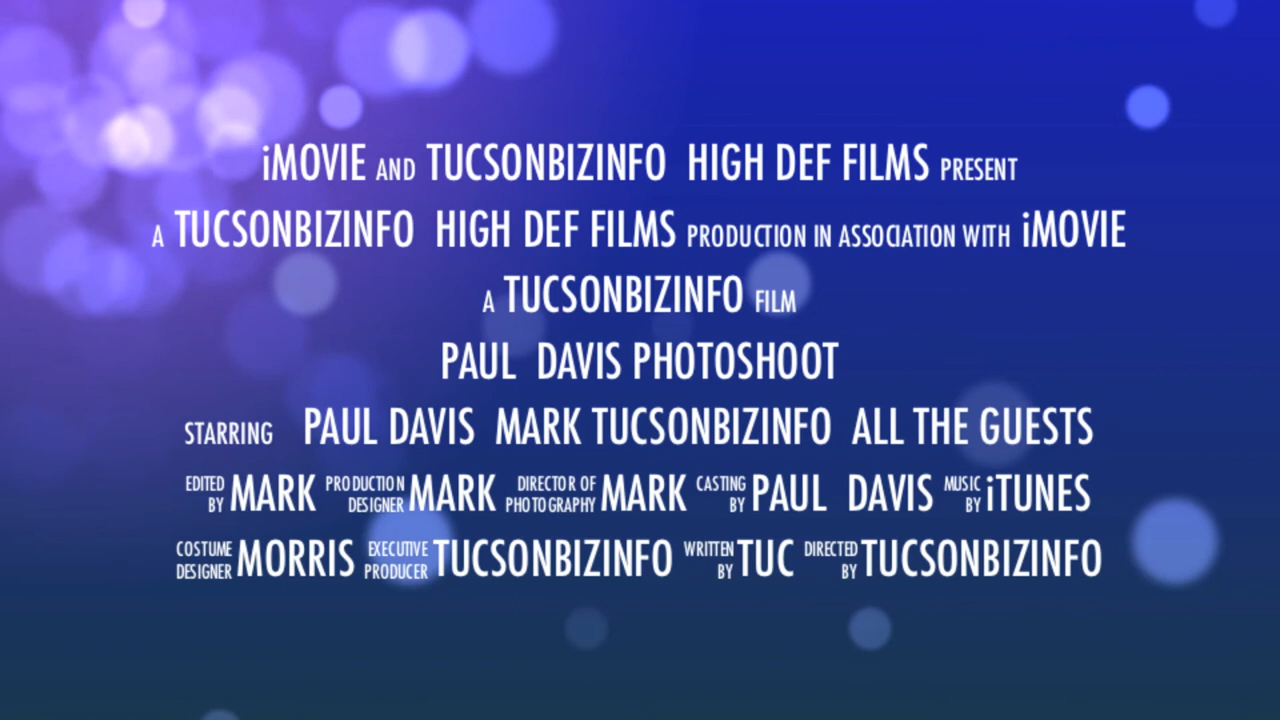 iMOVIE AND TUCSONBIZINFO HIGH DEF FILMS PRESENT
A TUCSONBIZINFO HIGH DEF FILMS PRODUCTION IN ASSOCIATION WITH iMOVIE
A TUCSONBIZINFO FILM
PAUL DAVIS PHOTOSHOOT
STARRING PAUL DAVIS MARK TUCSONBIZINFO ALL THE GUESTS
EDITED BY MARK PRODUCTION DESIGNER MARK DIRECTOR OF PHOTOGRAPHY MARK CASTING BY PAUL DAVIS MUSIC BY iTUNES
COSTUME DESIGNER MORRIS EXECUTIVE PRODUCER TUCSONBIZINFO WRITTEN BY TUC DIRECTED BY TUCSONBIZINFO